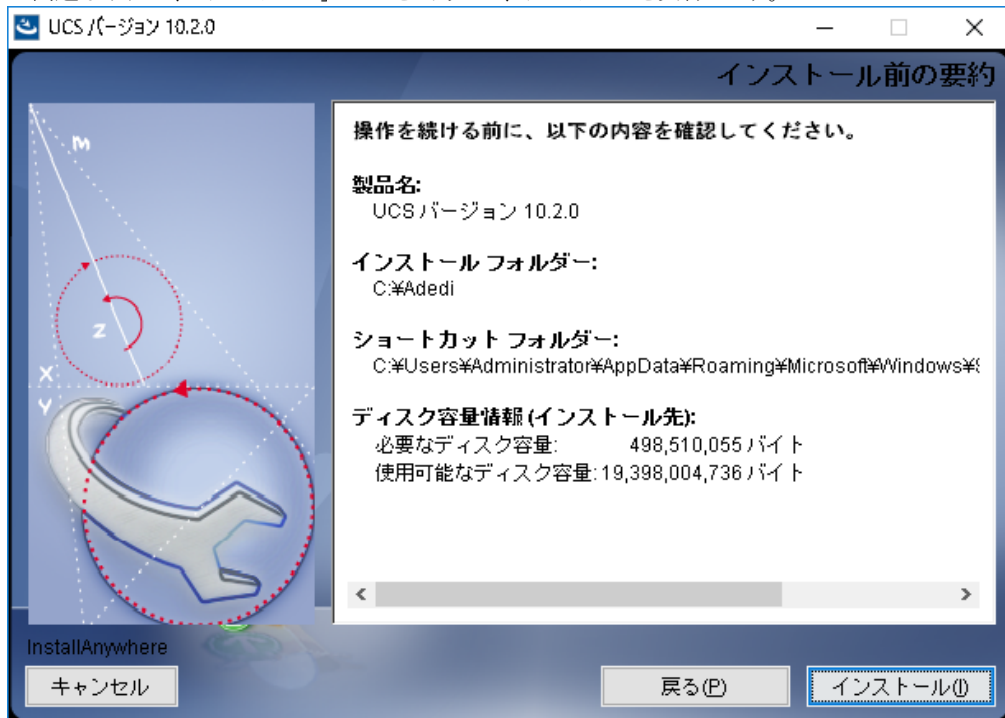 UCS バージョン 10.2.0
インストール前の要約
操作を続ける前に、以下の内容を確認してください。
製品名:
UCS バージョン 10.2.0
インストール フォルダー:
C:¥Adedi
ショートカット フォルダー:
C:¥Users¥Administrator¥AppData¥Roaming¥Microsoft¥Windows¥
ディスク容量情報 (インストール先):
必要なディスク容量: 498,510,055 バイト
使用可能なディスク容量: 19,398,004,736 バイト
m
z
X
Y
InstallAnywhere
キャンセル
戻る(P)
インストール(I)